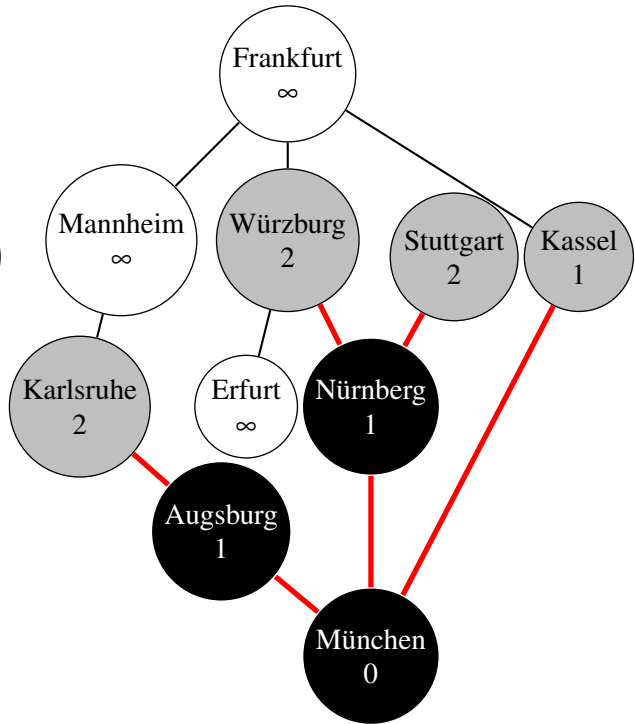 Frankfurt
∞
Mannheim
∞
Würzburg
2
Stuttgart
2
Kassel
1
Karlsruhe
2
Erfurt
∞
Nürnberg
1
Augsburg
1
München
0